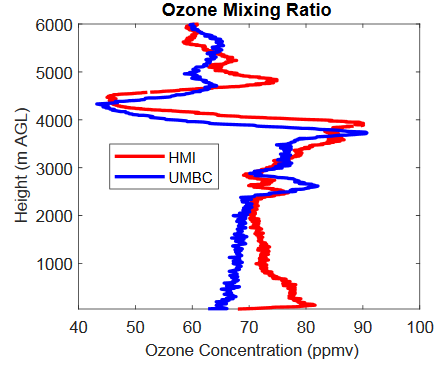 Ozone Mixing Ratio
6000
5000
4000
3000
2000
1000
Height (m AGL)
HMI
UMBC
40 50 60 70 80 90 100
Ozone Concentration (ppmv)